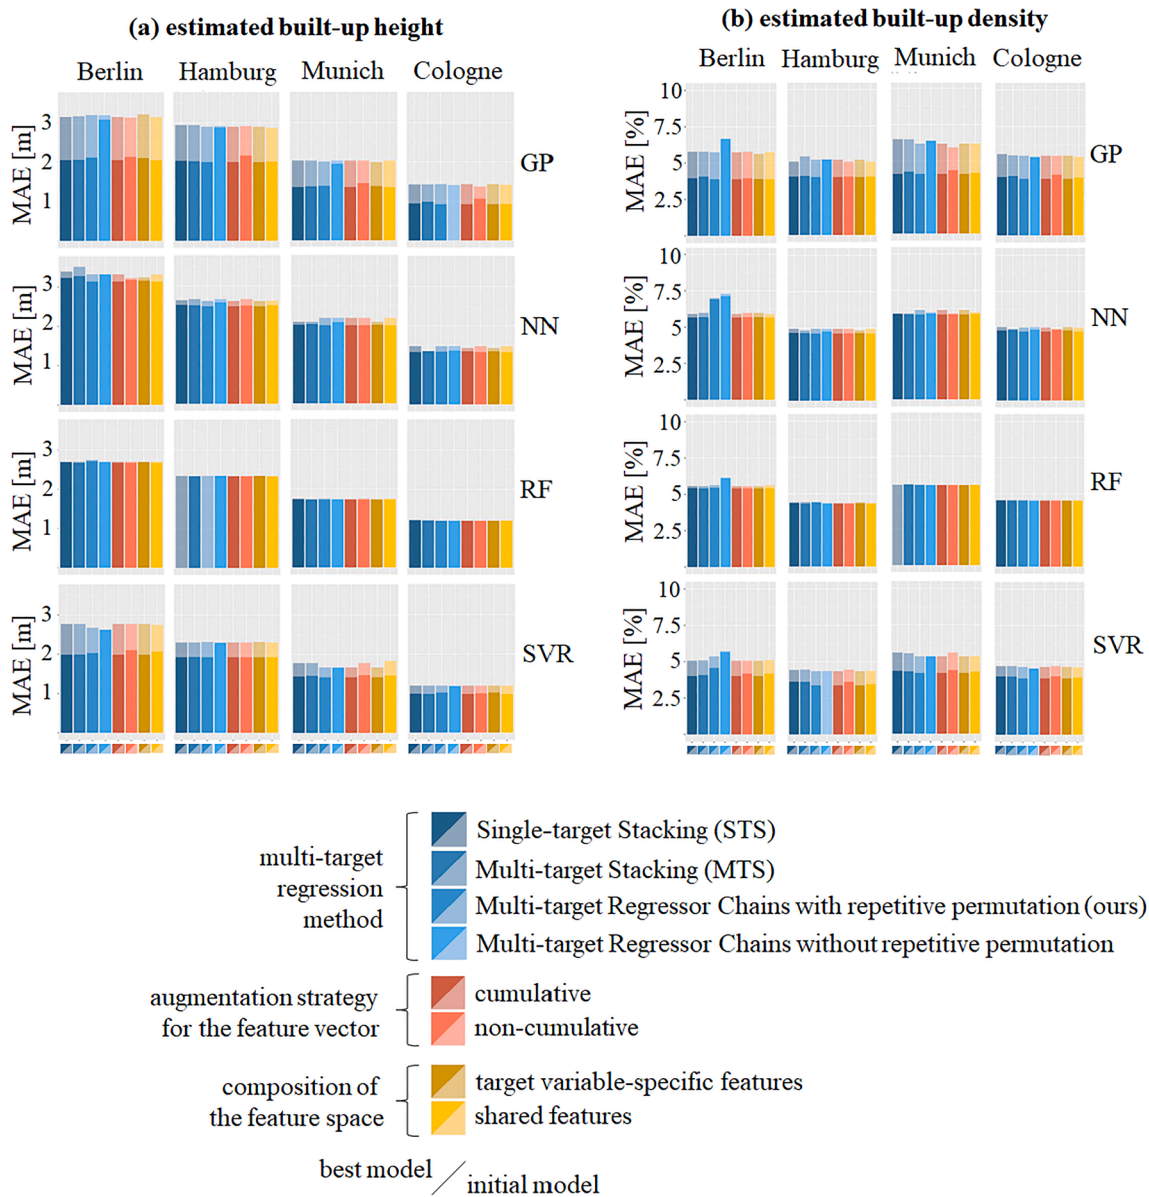 (a) estimated built-up height
Berlin Hamburg Munich Cologne
MAE [m] 3 2 1 GP
MAE [m] 3 2 1 NN
MAE [m] 3 2 1 RF
MAE [m] 3 2 1 SVR
(b) estimated built-up density
Berlin Hamburg Munich Cologne
MAE [%] 10 7.5 5 2.5 GP
MAE [%] 10 7.5 5 2.5 NN
MAE [%] 10 7.5 5 2.5 RF
MAE [%] 10 7.5 5 2.5 SVR
multi-target
regression
method
Single-target Stacking (STS)
Multi-target Stacking (MTS)
Multi-target Regressor Chains with repetitive permutation (ours)
Multi-target Regressor Chains without repetitive permutation
augmentation strategy
for the feature vector
cumulative
non-cumulative
composition of
the feature space
target variable-specific features
shared features
best model
initial model